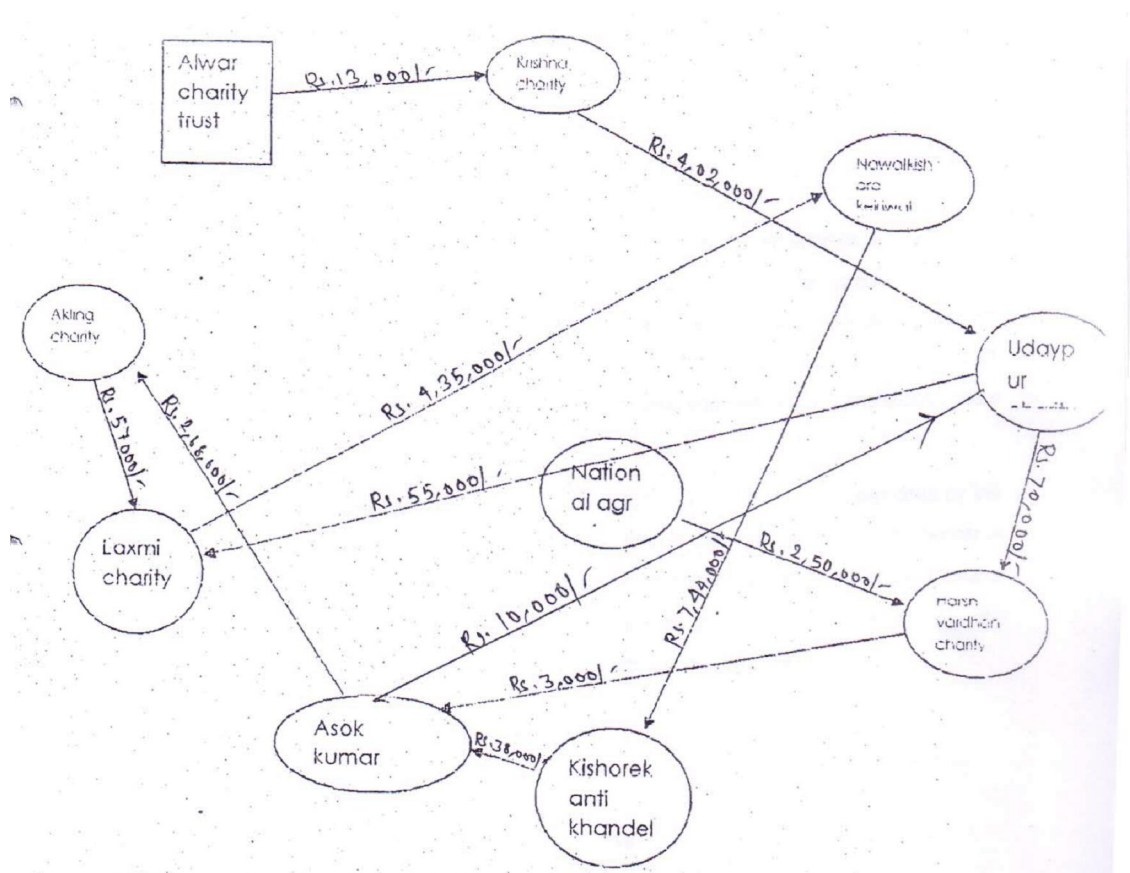 Alwar
charity
trust
Rs.13,000/-
Krishna
charity
Rs.4,02,000/-
Nawalkish
ore
Akling
charity
Rs.57000/-
Rs.2,68,000/-
Rs. 4,35,000/-
Udayp
ur
Rs.55,000/-
Nation
al agr
Rs.70,000/-
Laxmi
charity
Rs.2,50,000/-
Rs. 10,000/-
Rs.7,44,000/-
Harsh
vardhan
charity
Rs.3,000/-
Asok
kumar
Rs.38,000/-
Kishorek
anti
khandel